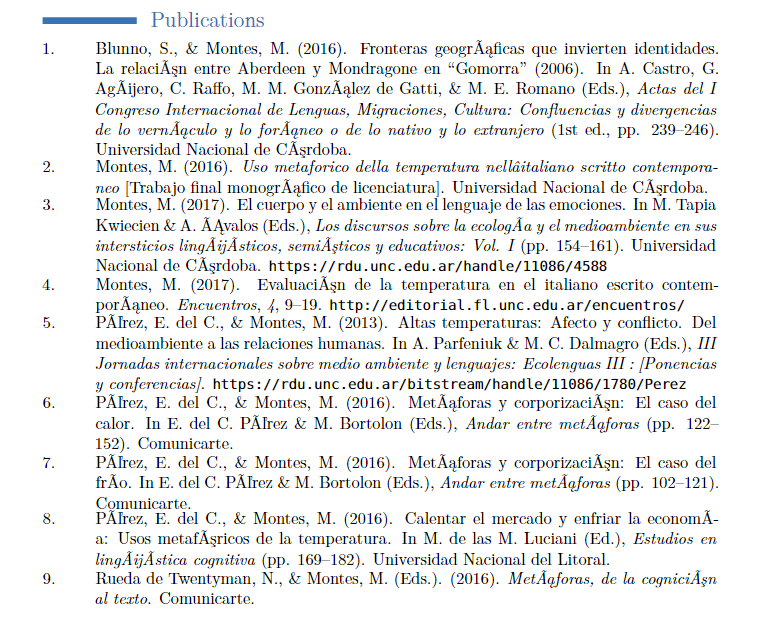 Publications
1. Blunno, S., & Montes, M. (2016). Fronteras geogrÃąficas que invierten identidades.
La relaciÃşn entre Aberdeen y Mondragone en “Gomorra” (2006). In A. Castro, G.
AgÃijero, C. Raffo, M. M. GonzÃąlez de Gatti, & M. E. Romano (Eds.), Actas del I
Congreso Internacional de Lenguas, Migraciones, Cultura: Confluencias y divergencias
de lo vernÃąculo y lo forÃąneo o de lo nativo y lo extranjero (1st ed., pp. 239–246).
Universidad Nacional de CÃşrdoba.
2. Montes, M. (2016). Uso metaforico della temperatura nellâitaliano scritto contempora-
neo [Trabajo final monogrÃąfico de licenciatura]. Universidad Nacional de CÃşrdoba.
3. Montes, M. (2017). El cuerpo y el ambiente en el lenguaje de las emociones. In M. Tapia
Kwiecien & A. ÃĄvalos (Eds.), Los discursos sobre la ecologÃa y el medioambiente en sus
intersticios lingÃijÃsticos, semiÃşticos y educativos: Vol. I (pp. 154–161). Universidad
Nacional de CÃşrdoba. https://rdu.unc.edu.ar/handle/11086/4588
4. Montes, M. (2017). EvaluaciÃşn de la temperatura en el italiano escrito contem-
porÃąneo. Encuentros, 4, 9–19. http://editorial.fl.unc.edu.ar/encuentros/
5. PÃľrez, E. del C., & Montes, M. (2013). Altas temperaturas: Afecto y conflicto. Del
medioambiente a las relaciones humanas. In A. Parfeniuk & M. C. Dalmagro (Eds.), III
Jornadas internacionales sobre medio ambiente y lenguajes: Ecolenguas III : [Ponencias
y conferencias]. https://rdu.unc.edu.ar/bitstream/handle/11086/1780/Perez
6. PÃľrez, E. del C., & Montes, M. (2016). MetÃąforas y corporizaciÃşn: El caso del
calor. In E. del C. PÃľrez & M. Bortolon (Eds.), Andar entre metÃąforas (pp. 122–
152). Comunicarte.
7. PÃľrez, E. del C., & Montes, M. (2016). MetÃąforas y corporizaciÃşn: El caso del
frÃo. In E. del C. PÃľrez & M. Bortolon (Eds.), Andar entre metÃąforas (pp. 102–121).
Comunicarte.
8. PÃľrez, E. del C., & Montes, M. (2016). Calentar el mercado y enfriar la economÃ-
a: Usos metafÃşricos de la temperatura. In M. de las M. Luciani (Ed.), Estudios en
lingÃijÃstica cognitiva (pp. 169–182). Universidad Nacional del Litoral.
9. Rueda de Twentyman, N., & Montes, M. (Eds.). (2016). MetÃąforas, de la cogniciÃşn
al texto. Comunicarte.